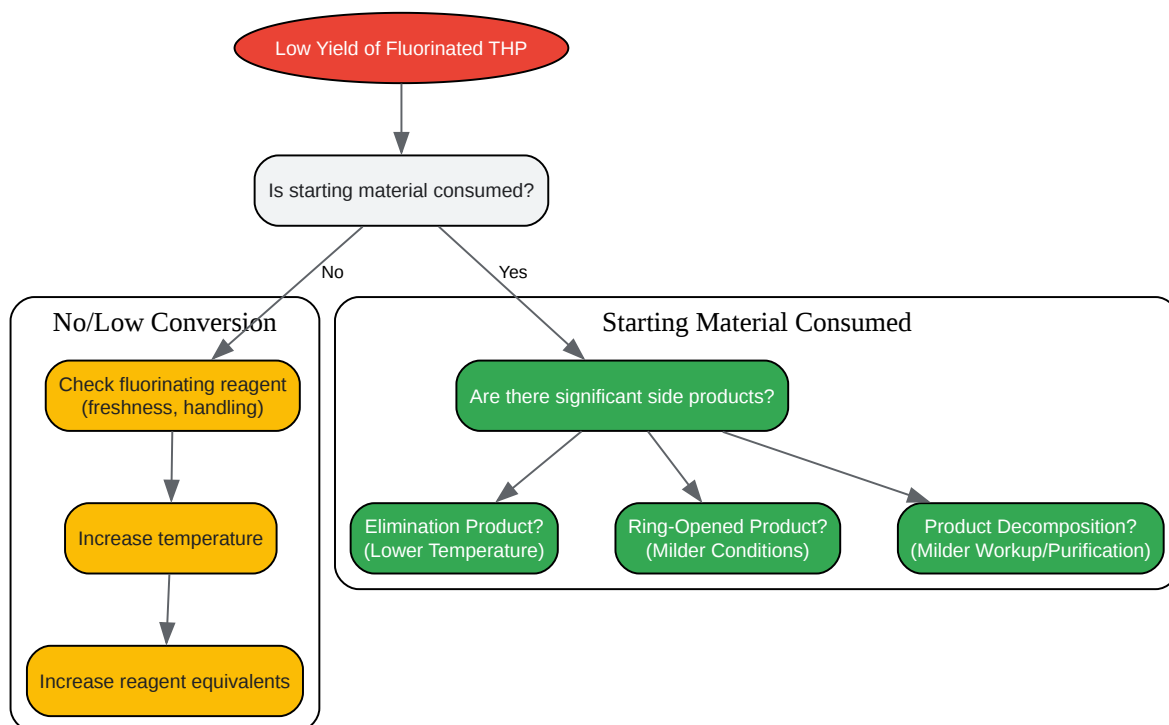 Low Yield of Fluorinated THP
Is starting material consumed?
No
Yes
No/Low Conversion
Check fluorinating reagent
(freshness, handling)
Increase temperature
Increase reagent equivalents
Starting Material Consumed
Are there significant side products?
Elimination Product?
(Lower Temperature)
Ring-Opened Product?
(Milder Conditions)
Product Decomposition?
(Milder Workup/Purification)